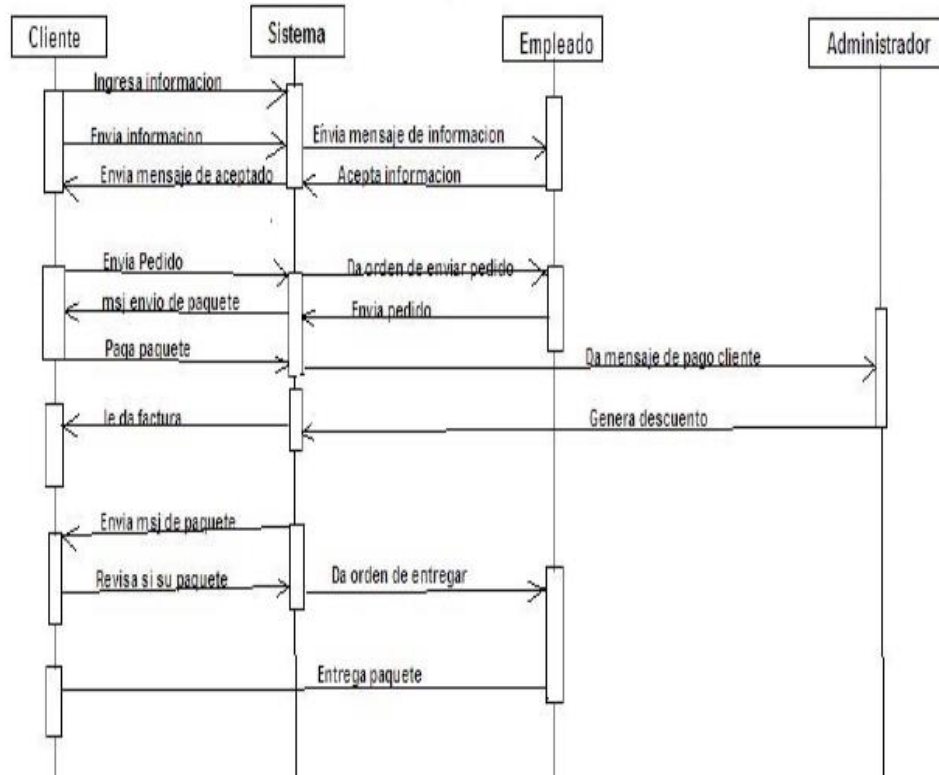 Cliente
Sistema
Empleado
Administrador
Ingresa informacion
Envia informacion
Envia mensaje de informacion
Envia mensaje de aceptado
Acepta informacion
Envia Pedido
Da orden de enviar pedido
msj envio de paquete
Envia pedido
Paga paquete
Da mensaje de pago cliente
le da factura
Genera descuento
Envia msj de paquete
Revisa si su paquete
Da orden de entregar
Entrega paquete